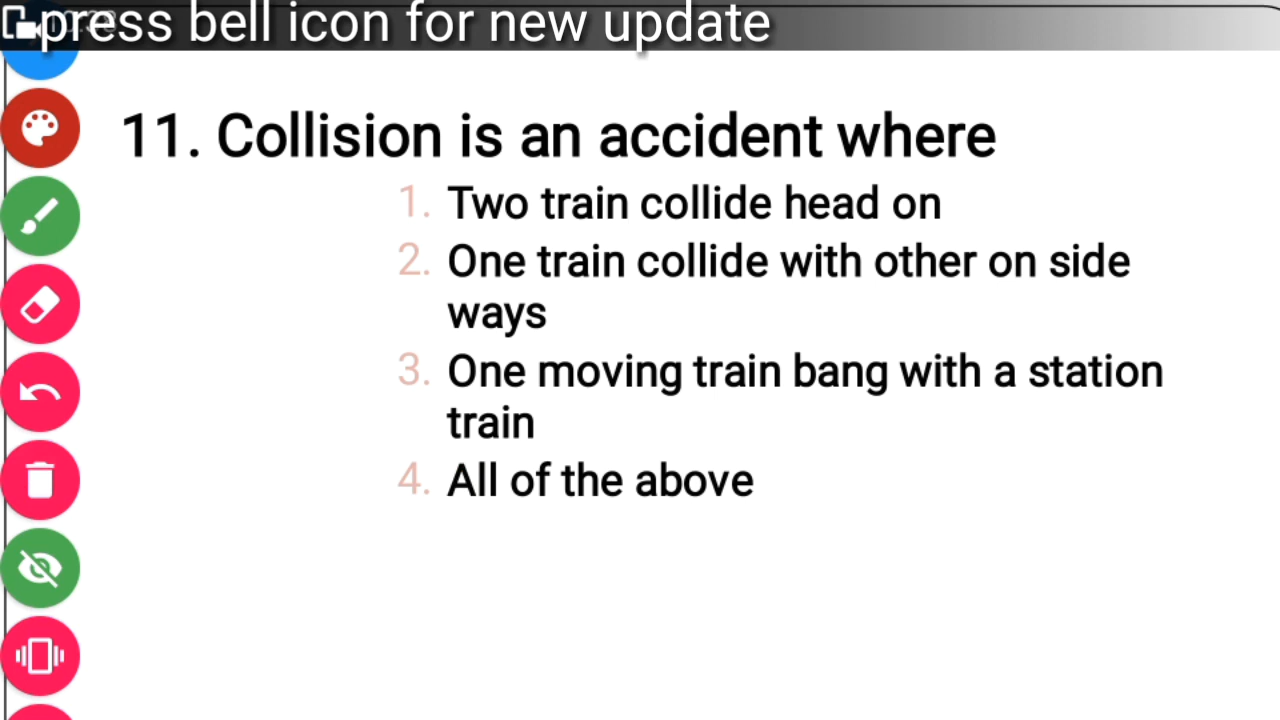 press bell icon for new update
11. Collision is an accident where
1. Two train collide head on
2. One train collide with other on side
ways
3. One moving train bang with a station
train
4. All of the above